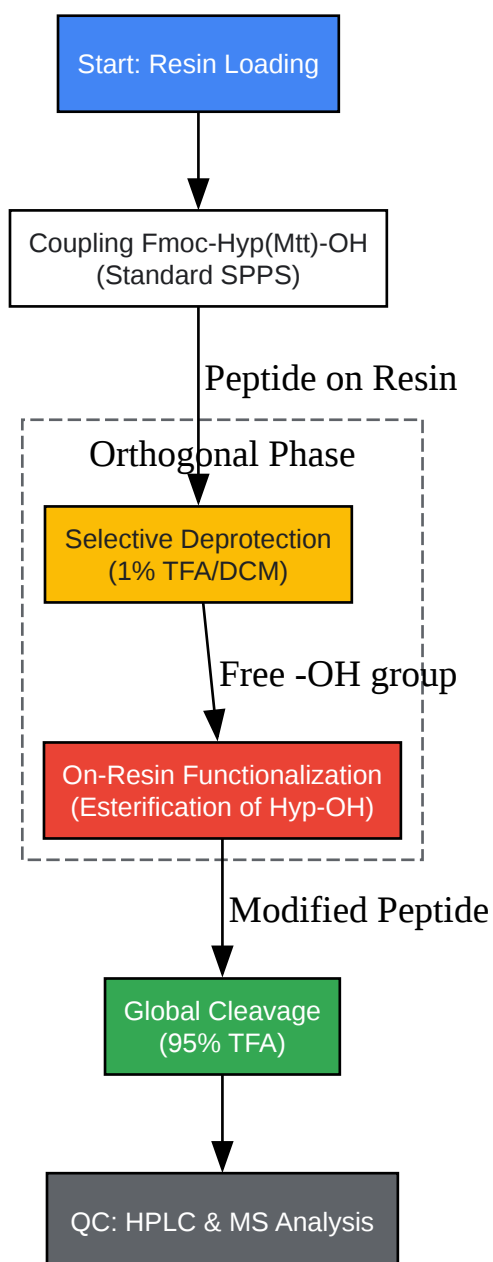 Start: Resin Loading
Coupling Fmoc-Hyp(Mtt)-OH
(Standard SPPS)
Peptide on Resin
Orthogonal Phase
Selective Deprotection
(1% TFA/DCM)
Free -OH group
On-Resin Functionalization
(Esterification of Hyp-OH)
Modified Peptide
Global Cleavage
(95% TFA)
QC: HPLC & MS Analysis